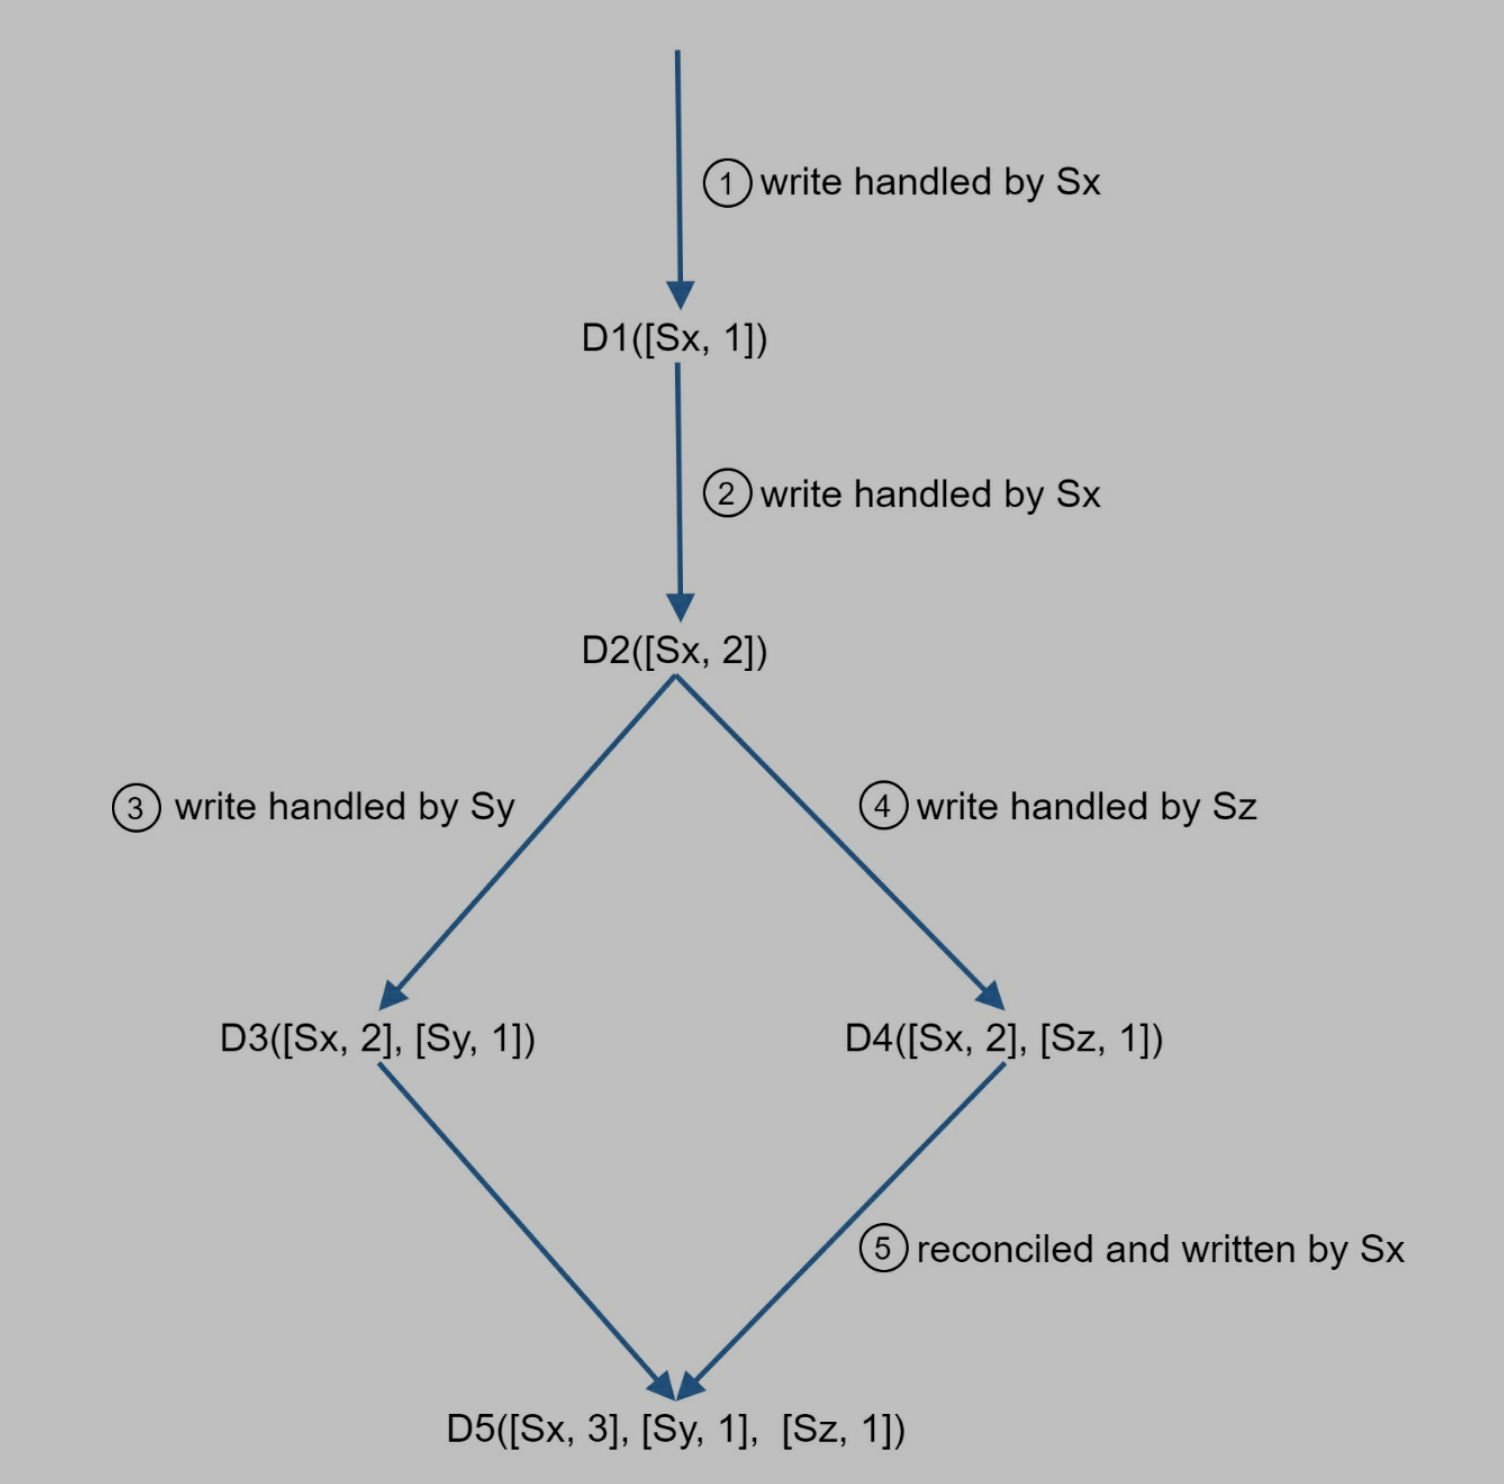 ① write handled by Sx
D1([Sx, 1])
② write handled by Sx
D2([Sx, 2])
③ write handled by Sy
④ write handled by Sz
D3([Sx, 2], [Sy, 1])
D4([Sx, 2], [Sz, 1])
⑤ reconciled and written by Sx
D5([Sx, 3], [Sy, 1], [Sz, 1])